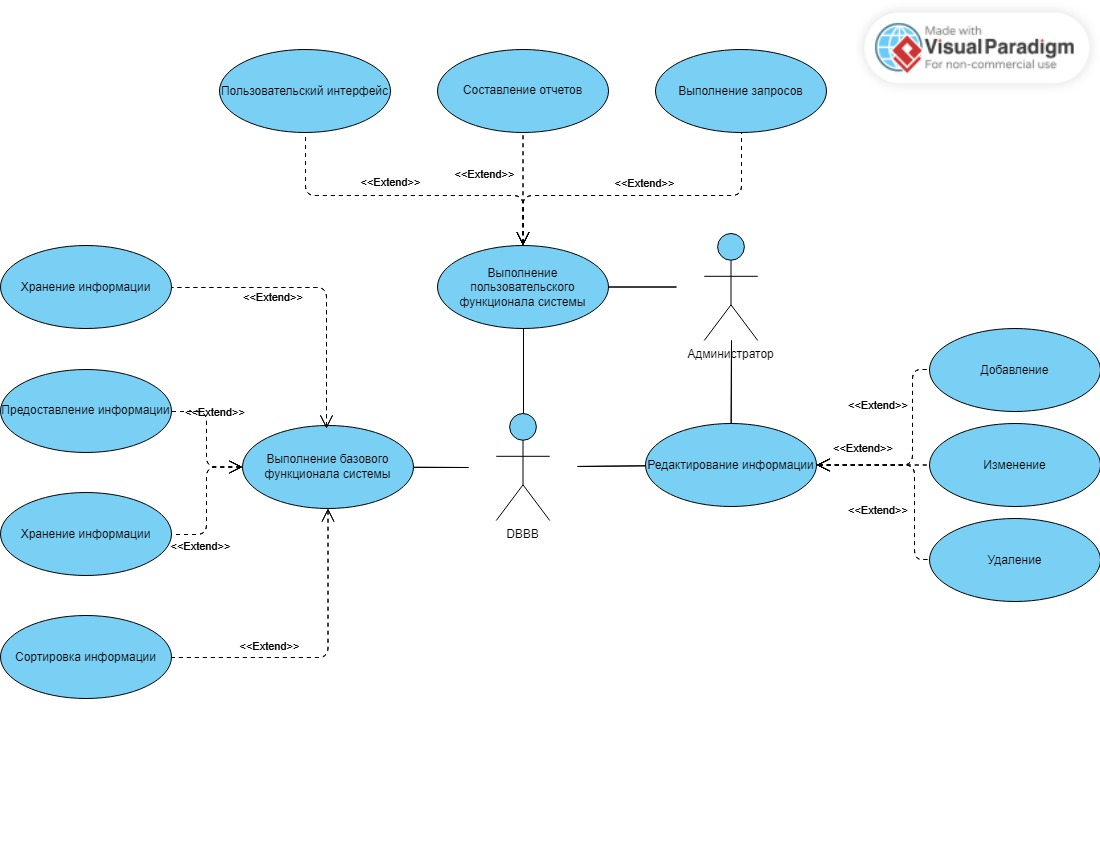 Made with
Visual Paradigm
For non-commercial use
Пользовательский интерфейс
Составление отчетов
Выполнение запросов
<<Extend>>
<<Extend>>
<<Extend>>
Хранение информации
<<Extend>>
Выполнение
пользовательского
функционала системы
Администратор
Предоставление информации
<<Extend>>
Выполнение базового
функционала системы
Хранение информации
<<Extend>>
Сортировка информации
<<Extend>>
DBBB
Редактирование информации
<<Extend>>
<<Extend>>
<<Extend>>
Добавление
Изменение
Удаление